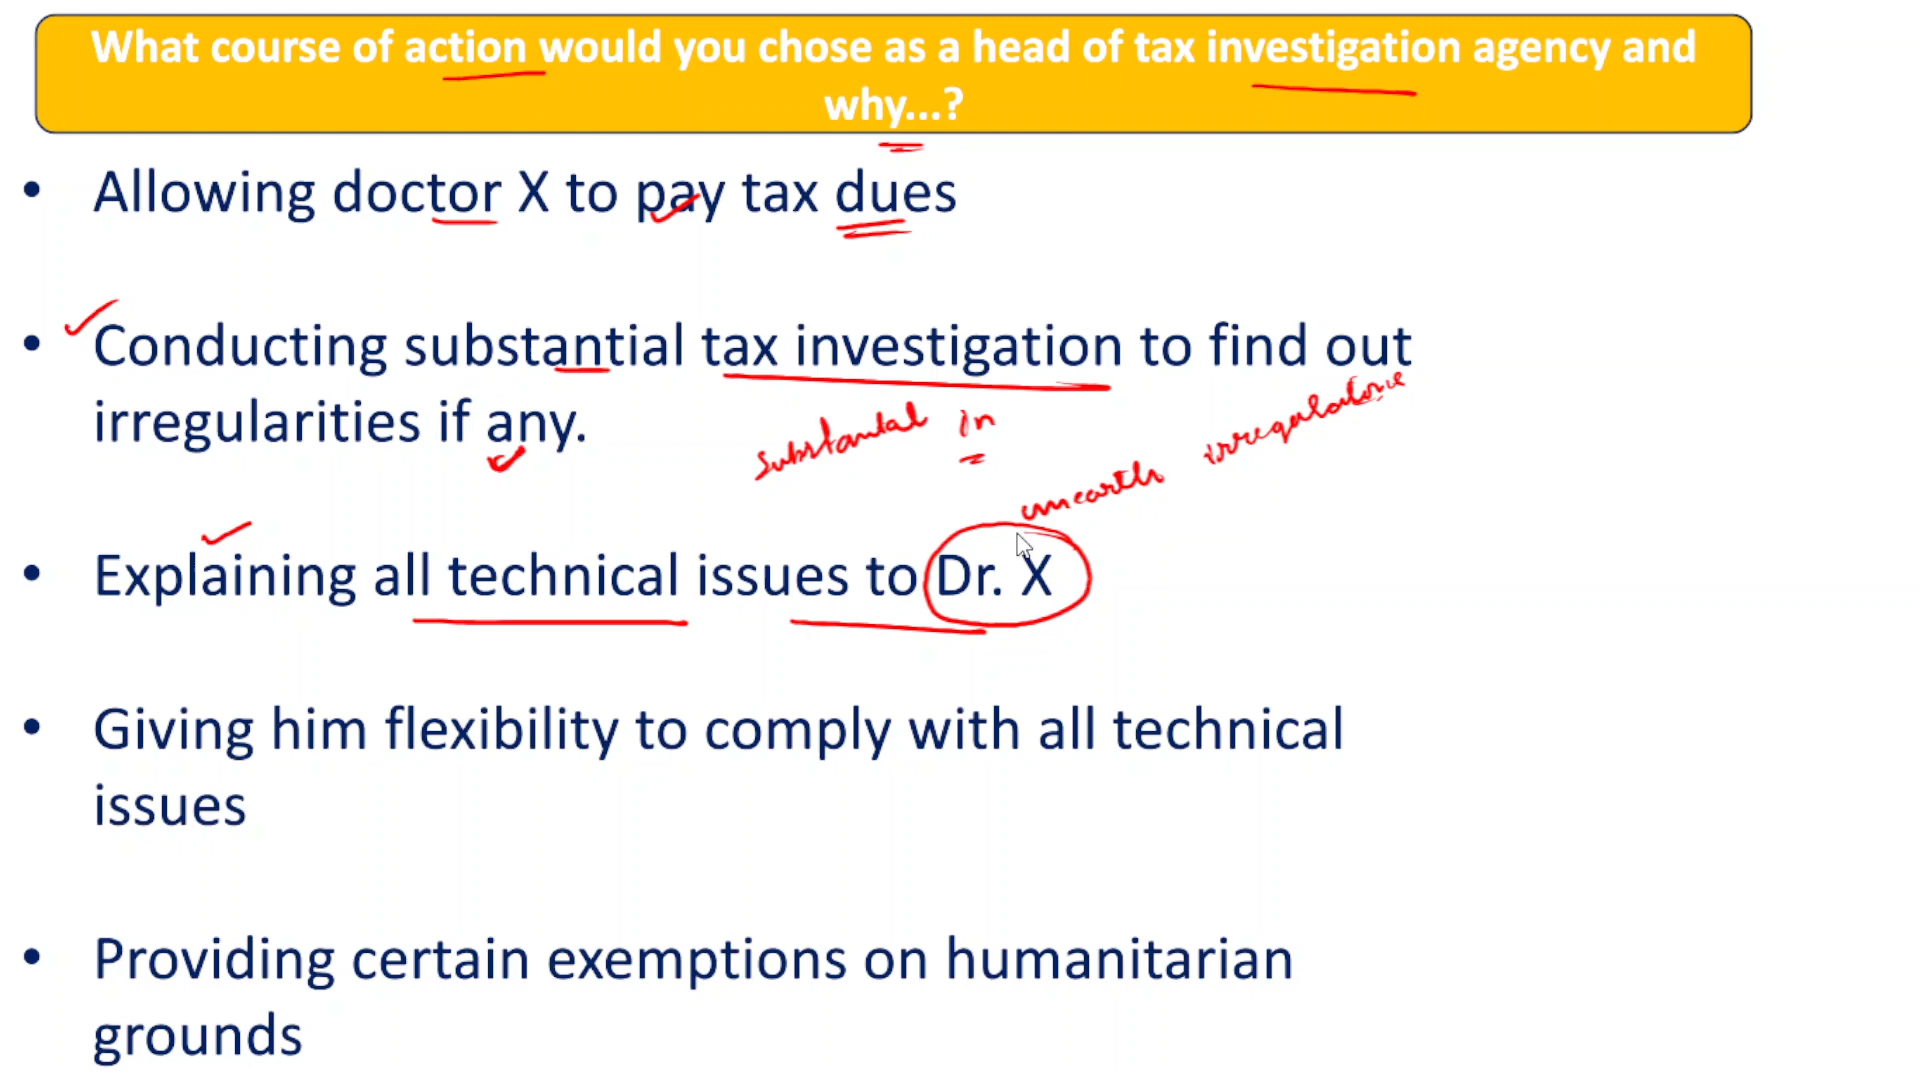 What course of action would you chose as a head of tax investigation agency and
why...?
• Allowing doctor X to pay tax dues
• Conducting substantial tax investigation to find out
irregularities if any.
substantal in
unearth
• Explaining all technical issues to Dr. X
• Giving him flexibility to comply with all technical
issues
• Providing certain exemptions on humanitarian
grounds